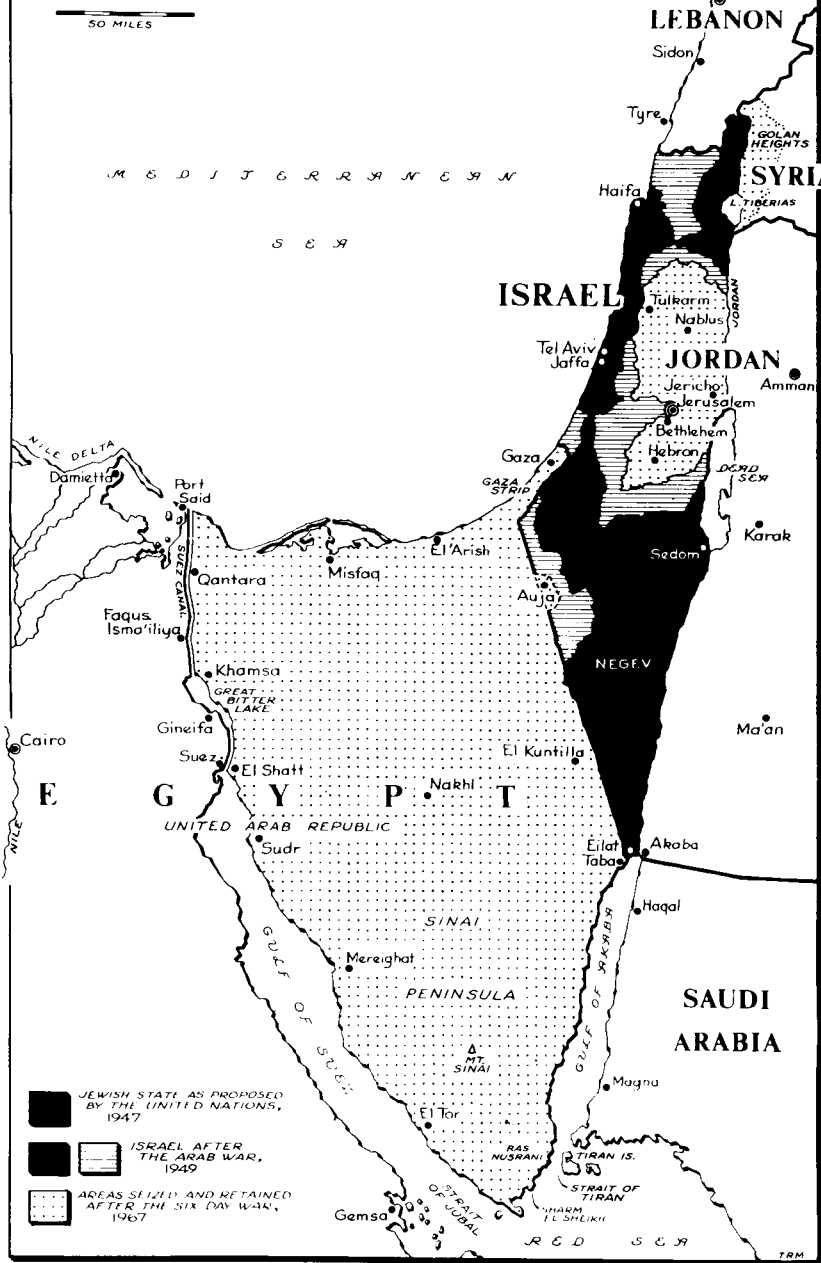 50 MILES
LEBANON
Sidon
Tyre
GOLAN
HEIGHTS
MEDITERRANEAN
SEA
SYRIA
Haifa
L. TIBERIAS
ISRAEL
Tulkarm
Nablus
JORDAN
Tel Aviv
Jaffa
JORDAN
Jericho
Amman
Jerusalem
Bethlehem
Hebron
DEAD
SEA
NILE DELTA
Damietta
Port
Said
Gaza
GAZA
STRIP
El'Arish
Misfaq
Karak
Sedom
SUEZ CANAL
Qantara
Auja
Faqus
Isma'iliya
Khamsa
NEGEV
GREAT
BITTER
LAKE
Gineifa
Ma'an
Cairo
Suez
El Shatt
El Kuntilla
Nakhl
EGYPT
UNITED ARAB REPUBLIC
NILE
Sudr
Eilat
Taba
Akaba
Haqal
SINAI
PENINSULA
GULF OF SUEZ
GULF OF AKABA
Mereighat
SAUDI
ARABIA
MT.
SINAI
Magna
El Tor
RAS
NUSRANI
TIRAN IS.
STRAIT OF
TIRAN
SHARM
EL SHEIKH
STRAIT
OF JUBAL
Gemsa
RED SEA
JEWISH STATE AS PROPOSED
BY THE UNITED NATIONS,
1947
ISRAEL AFTER
THE ARAB WAR,
1949
AREAS SEIZED AND RETAINED
AFTER THE SIX DAY WAR,
1967
TRM